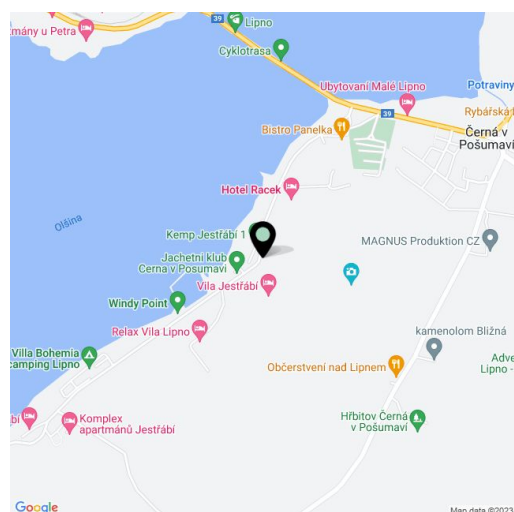 39
Lipno
mány u Petra
Cyklotrasa
Ubytovaní Malé Lipno
Potraviny
39
Rybářská
Bistro Panelka
Černá v
Pošumaví
Hotel Racek
Olšina
Kemp Jestřábí 1
MAGNUS Produktion CZ
Jachetní klub
Černá v Pošumaví
Vila Jestřábí
Windy Point
Relax Vila Lipno
kamenolom Bližná
Villa Bohemia
camping Lipno
Občerstvení nad Lipnem
Adve
Lipno -
Hřbitov Černá
v Pošumaví
bí
Komplex
apartmánů Jestřábí
Google
Map data ©2023